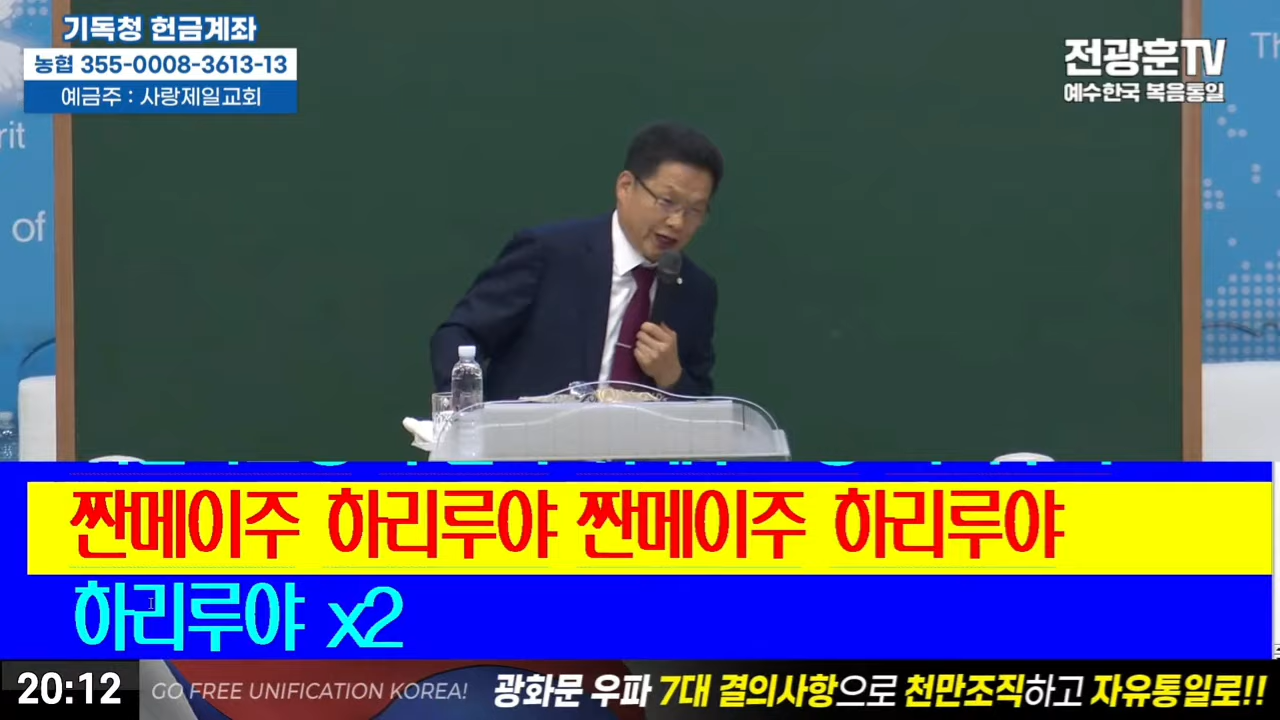 기독청 헌금계좌
농협 355-0008-3613-13
예금주 : 사랑제일교회
전광훈TV
예수한국 복음통일
Th
rit
of
짠메이주 하리루야 짠메이주 하리루야
하리루야 x2
20:12 GO FREE UNIFICATION KOREA! 광화문 우파 7대 결의사항으로 천만조직하고 자유통일로!!